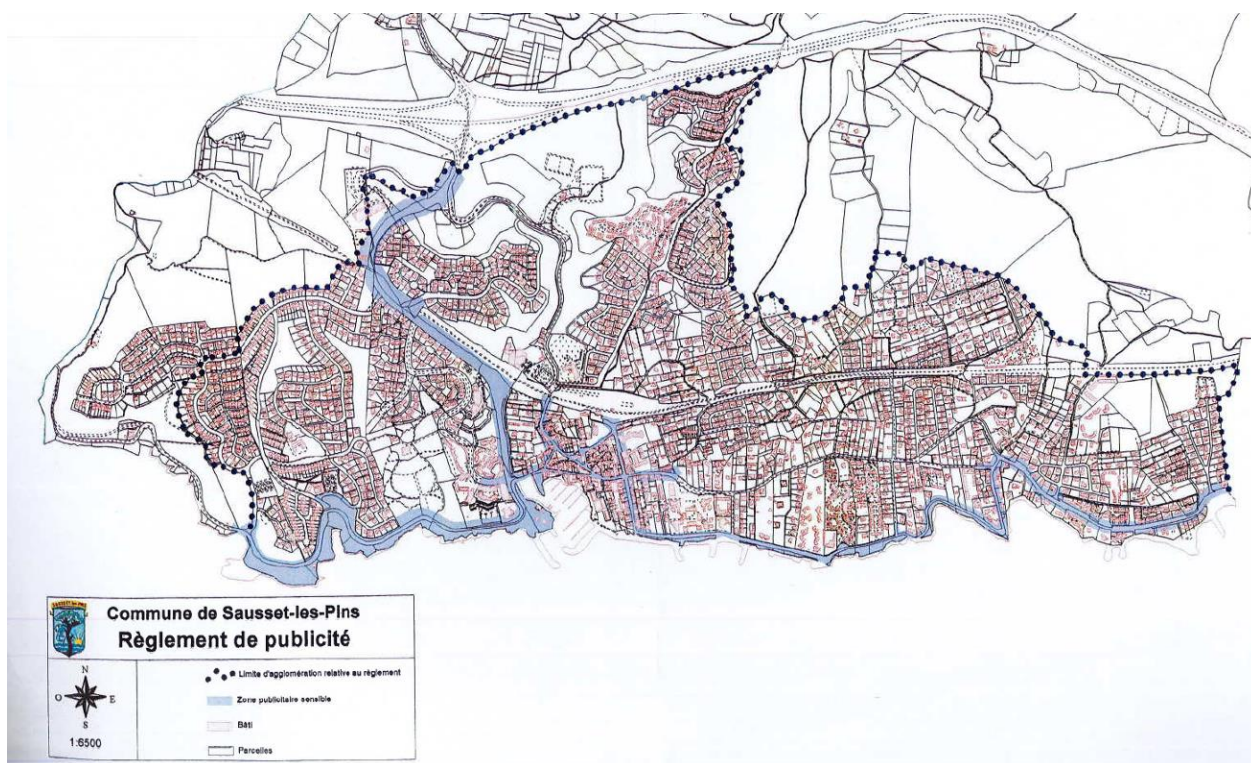 Commune de Sausset-les-Pins
Règlement de publicité
N
O
E
S
1:6500
Limite d'agglomération relative au règlement
Zone publicitaire sensible
Bâti
Parcelles